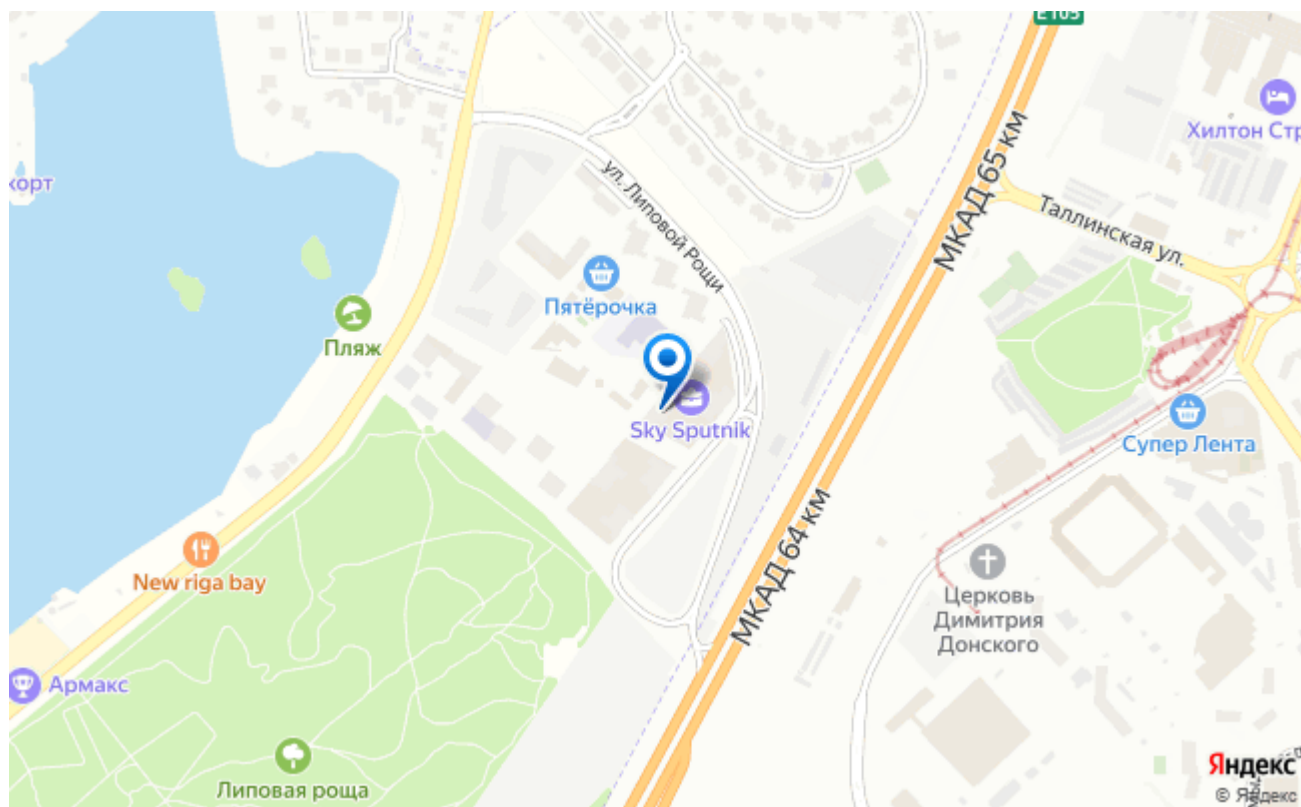 E105
МКАД 65 км
Хилтон Стр
Таллинская ул.
корт
ул. Липовой Рощи
Пятёрочка
Пляж
Sky Sputnik
Супер Лента
МКАД 64 км
New riga bay
Церковь
Димитрия
Донского
Армакс
Липовая роща
Яндекс
© Яндекс